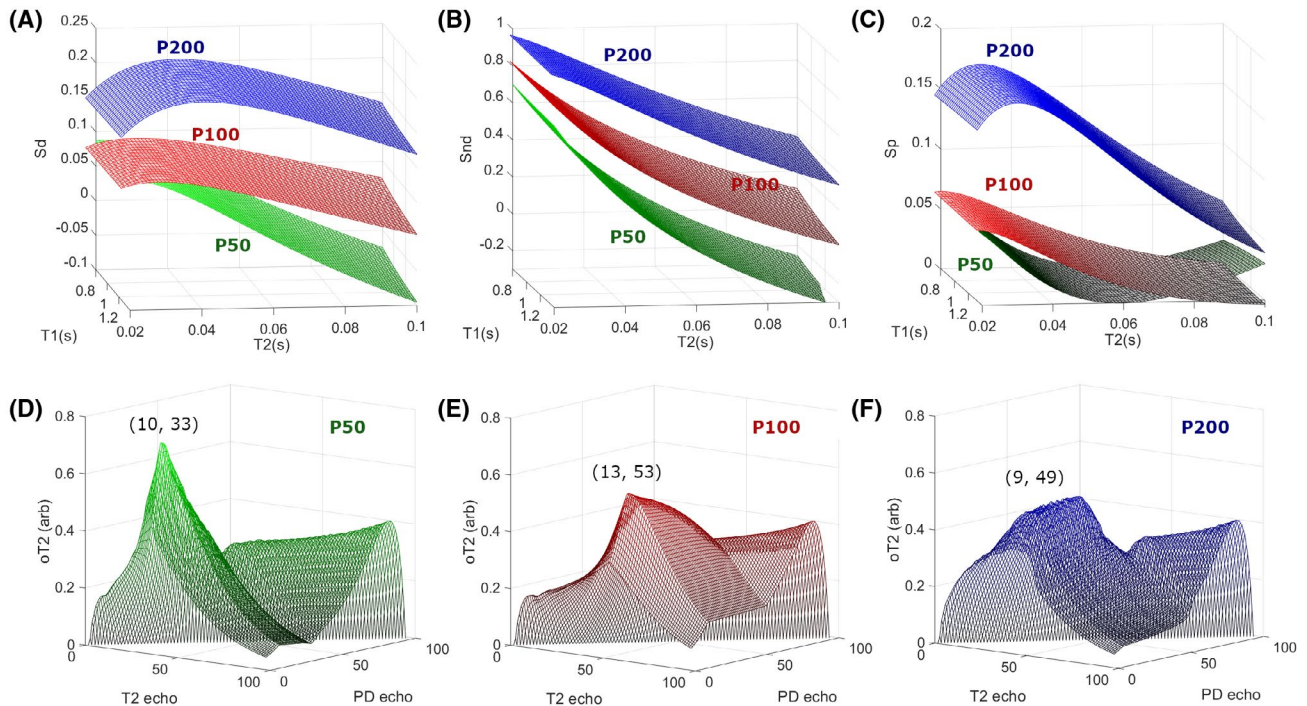 (A)
0.25
0.2
0.15
0.1
0.05
0
-0.05
-0.1
Sd
P200
P100
P50
0.8
1
1.2
T1(s)
0.02
0.04
0.06
0.08
0.1
T2(s)
(B)
1
0.8
0.6
0.4
0.2
0
-0.2
Snd
P200
P100
P50
0.8
1
1.2
T1(s)
0.02
0.04
0.06
0.08
0.1
T2(s)
(C)
0.2
0.15
0.1
0.05
0
Sp
P200
P100
P50
0.8
1
1.2
T1(s)
0.02
0.04
0.06
0.08
0.1
T2(s)
(D)
0.8
0.6
0.4
0.2
0
oT2 (arb)
(10, 33)
P50
0
50
100
T2 echo
0
50
100
PD echo
(E)
0.8
0.6
0.4
0.2
0
oT2 (arb)
(13, 53)
P100
0
50
100
T2 echo
0
50
100
PD echo
(F)
0.8
0.6
0.4
0.2
0
oT2 (arb)
(9, 49)
P200
0
50
100
T2 echo
0
50
100
PD echo